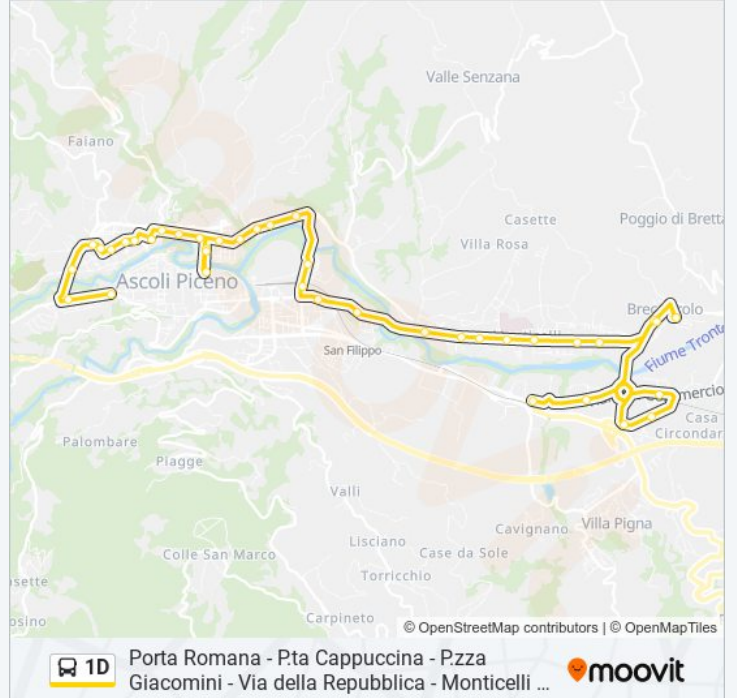 Valle Senzana
Faiano
Casette
Poggio di Bretta
Villa Rosa
Ascoli Piceno
Fiume Tronto
San Filippo
Casa
Circondar
Palombare
Piagge
Valli
Cavignano
Villa Pigna
Lisciano
Case da Sole
Colle San Marco
Torricchio
Carpineto
© OpenStreetMap contributors | © OpenMapTiles
1D
Porta Romana - P.ta Cappuccina - P.zza
Giacomini - Via della Repubblica - Monticelli ...
moovit